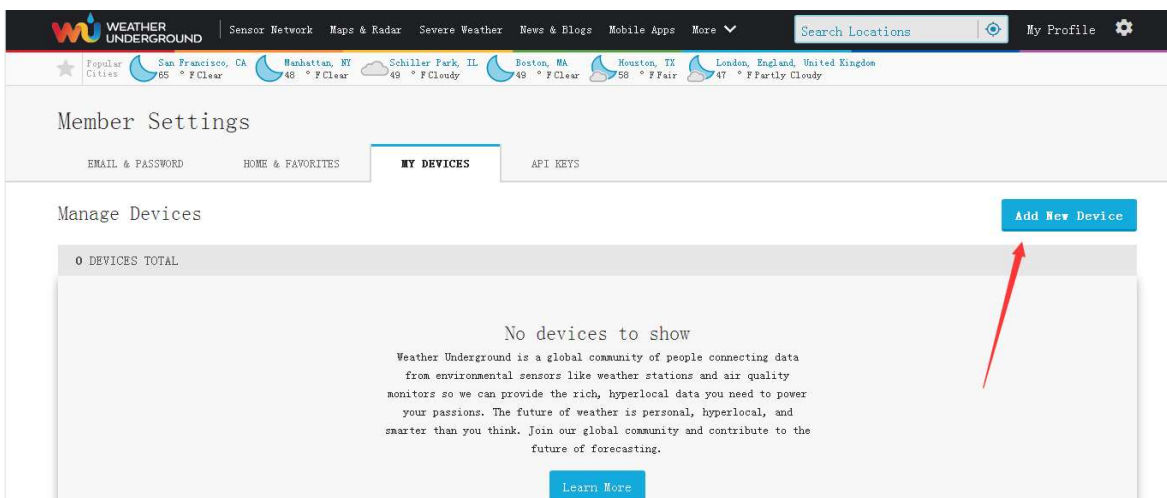 WEATHER UNDERGROUND
Sensor Network Maps & Radar Severe Weather News & Blogs Mobile Apps More Search Locations My Profile
Popular Cities
San Francisco, CA
65 ° F Clear
Manhattan, NY
48 ° F Clear
Schiller Park, IL
49 ° F Cloudy
Boston, MA
49 ° F Clear
Houston, TX
58 ° F Fair
London, England, United Kingdom
47 ° F Partly Cloudy
Member Settings
EMAIL & PASSWORD HOME & FAVORITES MY DEVICES API KEYS
Manage Devices
Add New Device
0 DEVICES TOTAL
No devices to show
Weather Underground is a global community of people connecting data
from environmental sensors like weather stations and air quality
monitors so we can provide the rich, hyperlocal data you need to power
your passions. The future of weather is personal, hyperlocal, and
smarter than you think. Join our global community and contribute to the
future of forecasting.
Learn More